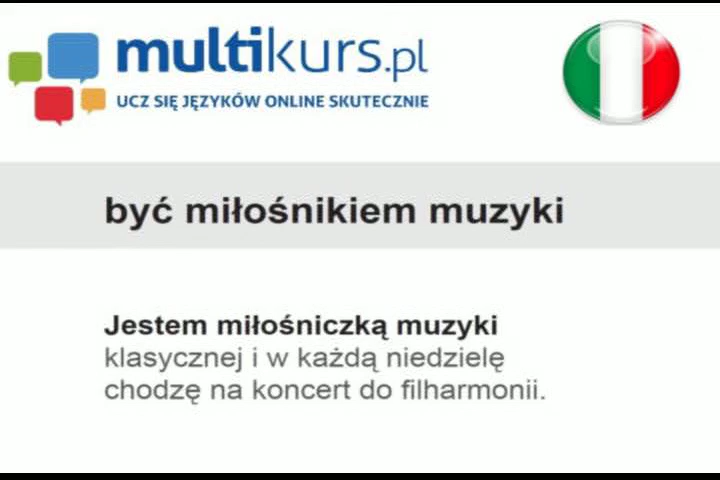 multikurs.pl
UCZ SIĘ JĘZYKÓW ONLINE SKUTECZNIE
być miłośnikiem muzyki
Jestem miłośniczką muzyki
klasycznej i w każdą niedzielę
chodzę na koncert do filharmonii.